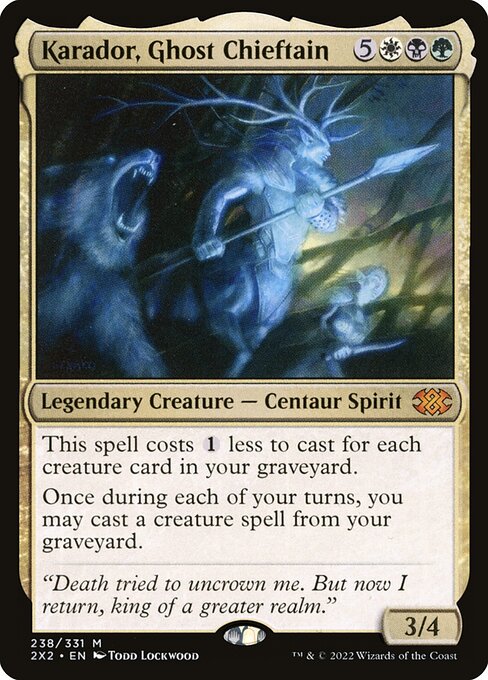 Karador, Ghost Chieftain 5
Legendary Creature — Centaur Spirit
This spell costs 1 less to cast for each
creature card in your graveyard.
Once during each of your turns, you
may cast a creature spell from your
graveyard.
“Death tried to uncrown me. But now I
return, king of a greater realm.”
3/4
238/331 M
2X2 • EN Todd Lockwood
™ & © 2022 Wizards of the Coast